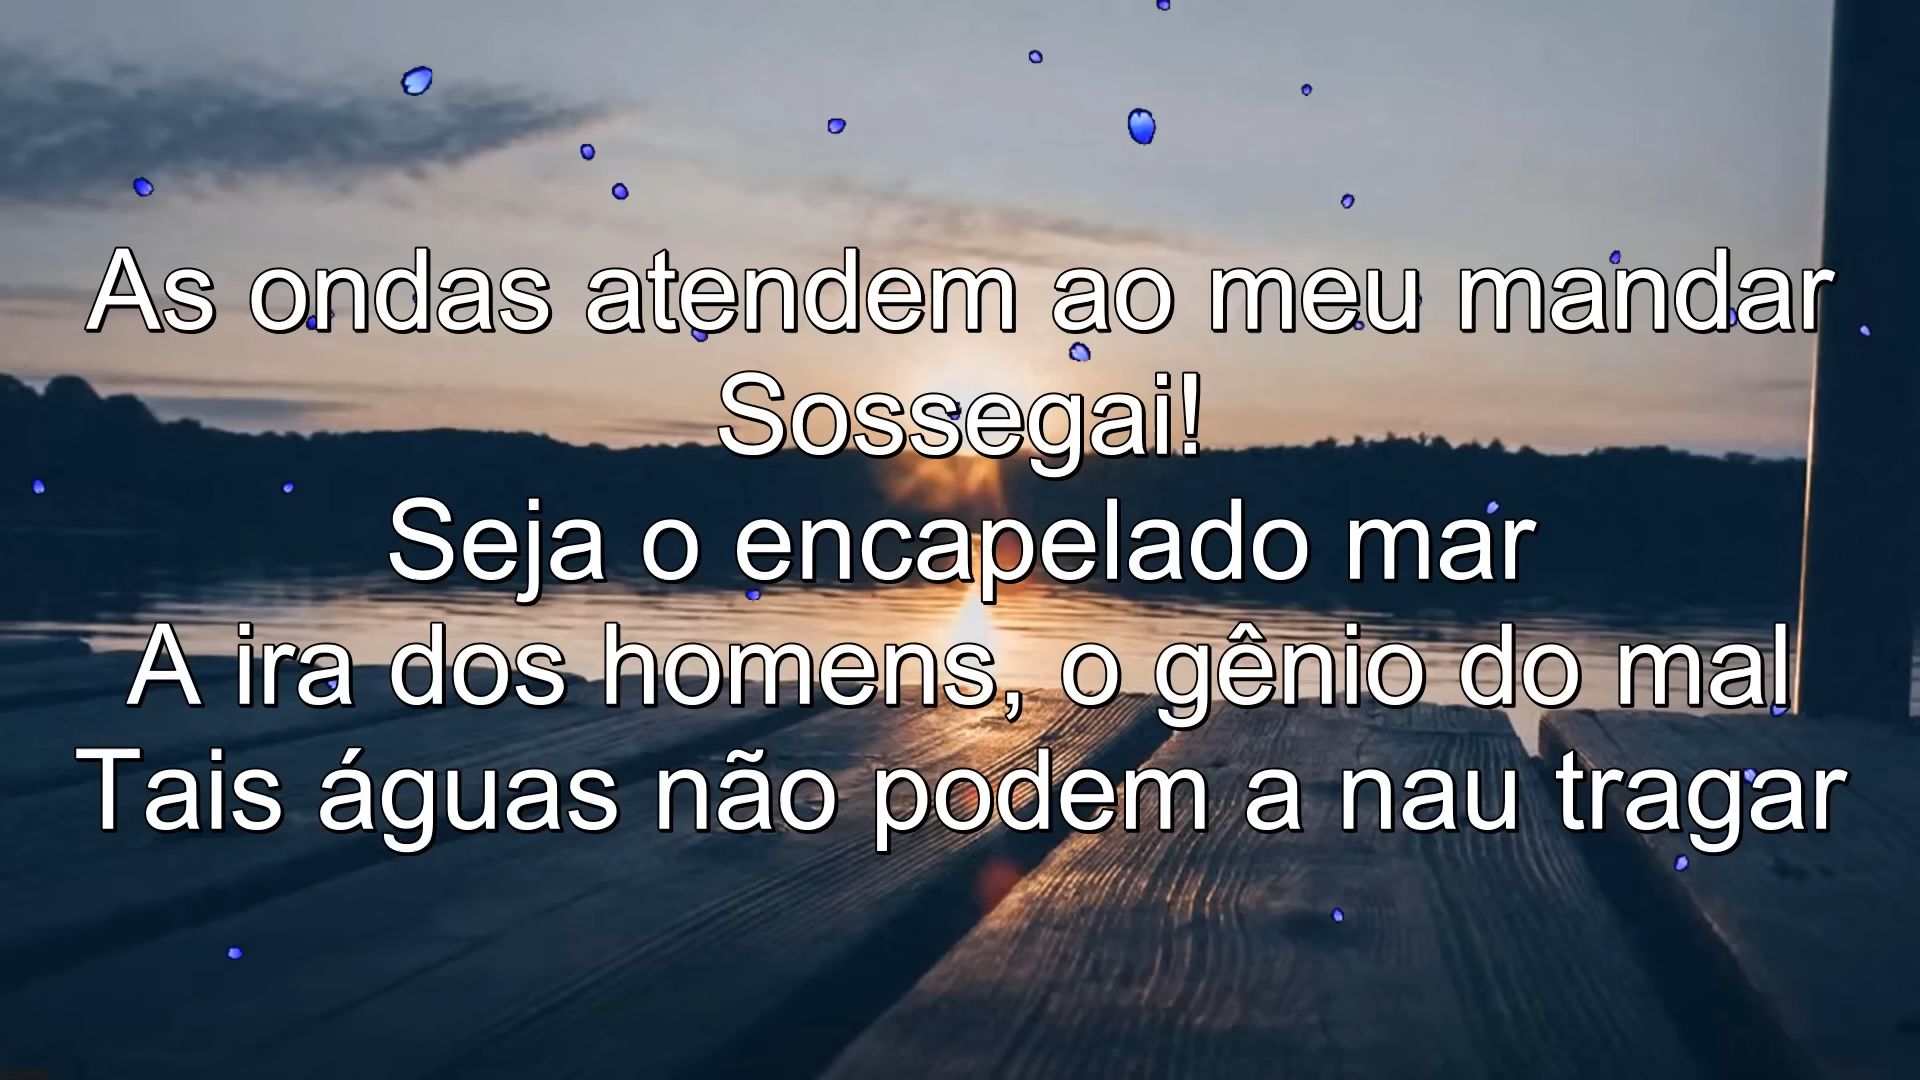 As ondas atendem ao meu mandar
Sossegai!
Seja o encapelado mar
A ira dos homens, o gênio do mal
Tais águas não podem a nau tragar